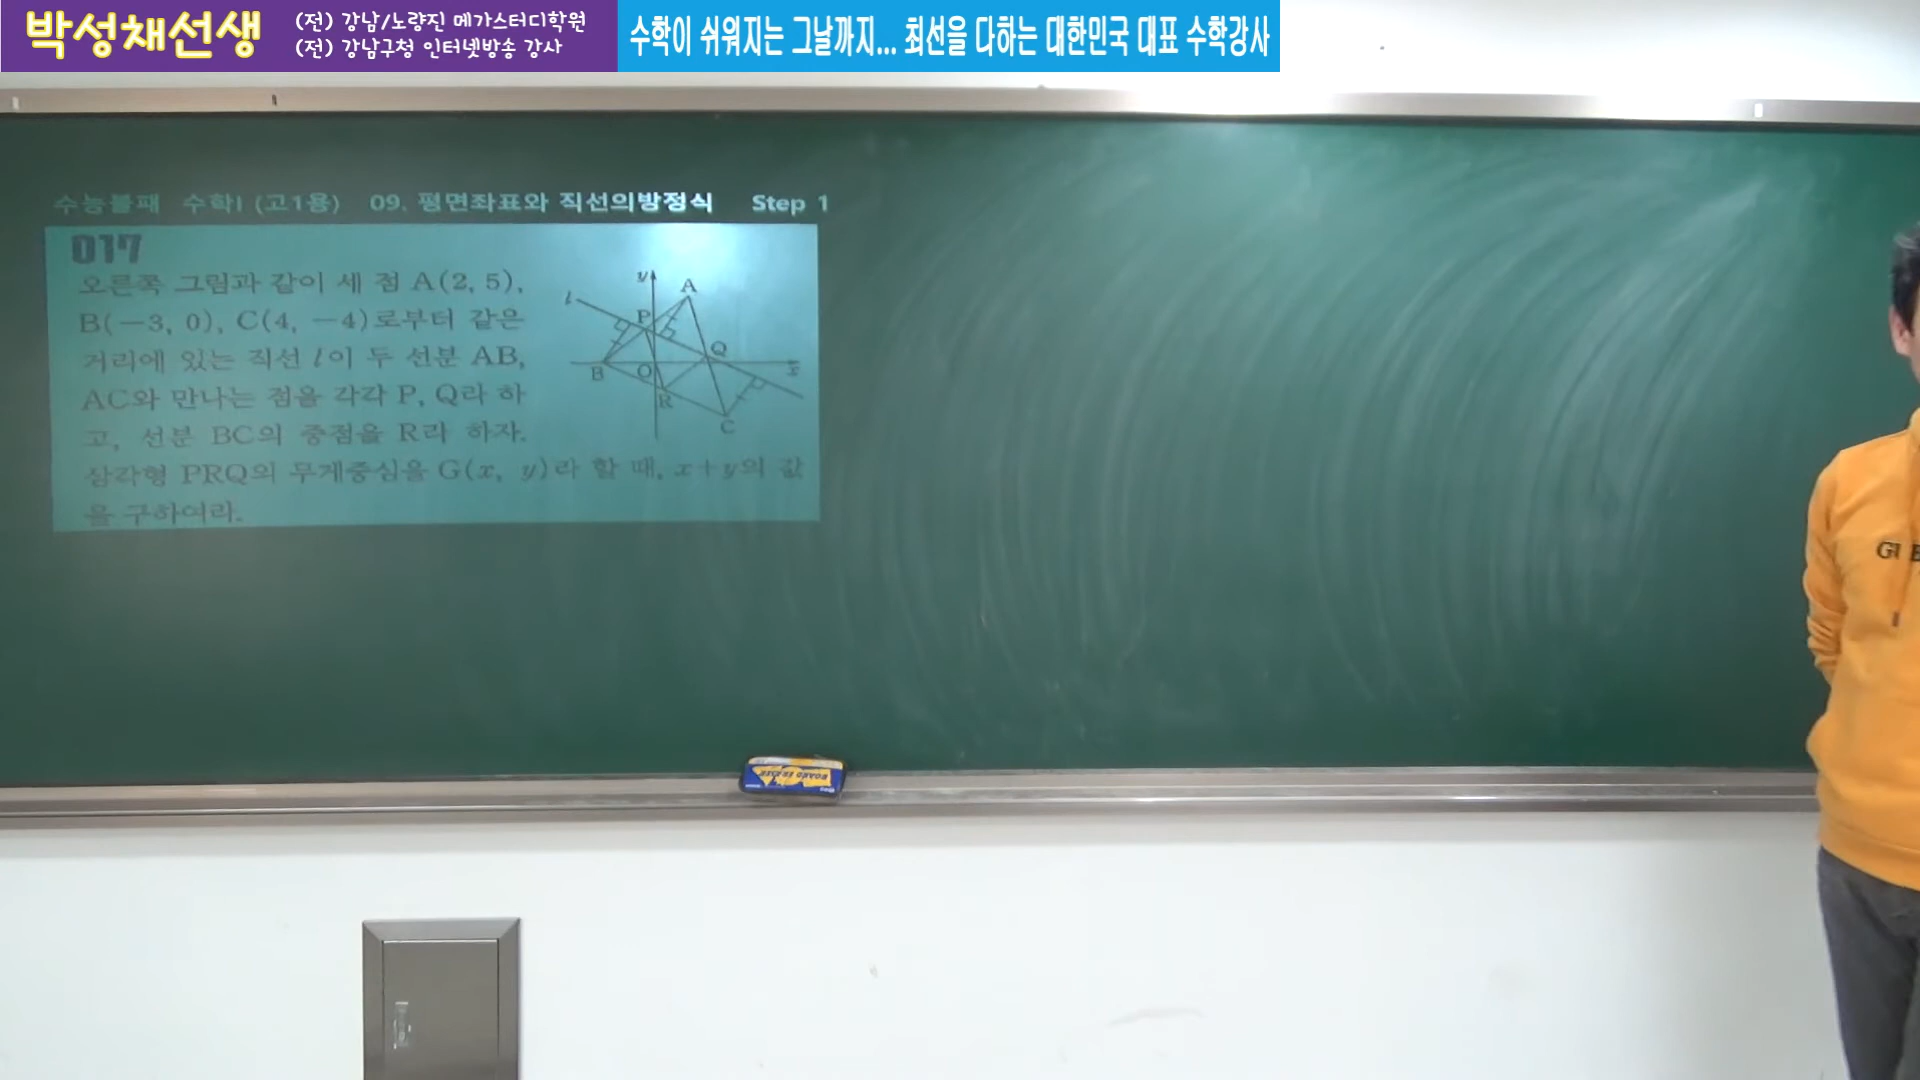 박성채선생
(전) 강남/노량진 메가스터디학원
(전) 강남구청 인터넷방송 강사
수학이 쉬워지는 그날까지... 최선을 다하는 대한민국 대표 수학강사
수능불패 수학I (고1용) 09. 평면좌표와 직선의방정식 Step 1
017
오른쪽 그림과 같이 세 점 A(2, 5),
B(−3, 0), C(4, −4)로부터 같은
거리에 있는 직선 l이 두 선분 AB,
AC와 만나는 점을 각각 P, Q라 하
고, 선분 BC의 중점을 R라 하자.
삼각형 PRQ의 무게중심을 G(x, y)라 할 때, x+y의 값
을 구하여라.
y
A
l
P
Q
B
O
x
R
C
BOARD ERASER